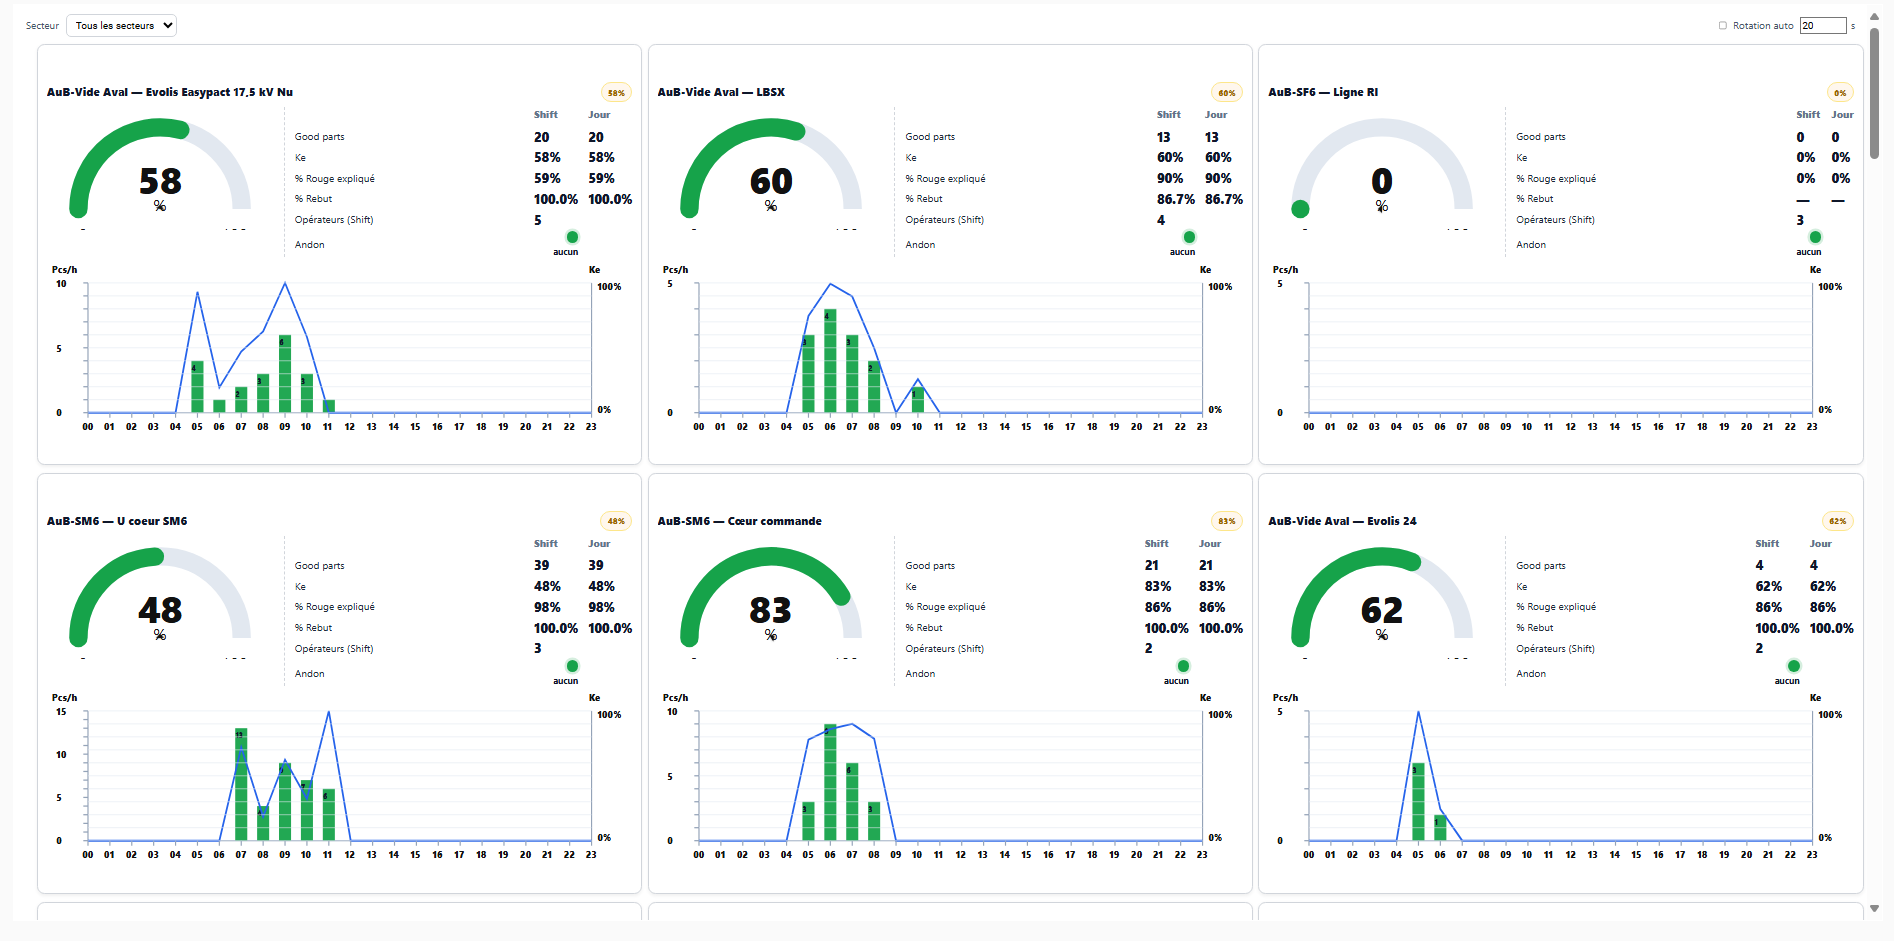 Secteur Tous les secteurs Rotation auto 20 s
AuB-Vide Aval — Evolis Easypact 17,5 kV Nu 58%
Shift Jour
Good parts 20 20
Ke 58% 58%
% Rouge expliqué 59% 59%
% Rebut 100.0% 100.0%
Opérateurs (Shift) 5
Andon aucun
58
%
Pcs/h Ke
10 100%
5
0 0%
4 2 3 6 3
00 01 02 03 04 05 06 07 08 09 10 11 12 13 14 15 16 17 18 19 20 21 22 23
AuB-Vide Aval — LBSX 60%
Shift Jour
Good parts 13 13
Ke 60% 60%
% Rouge expliqué 90% 90%
% Rebut 86.7% 86.7%
Opérateurs (Shift) 4
Andon aucun
60
%
Pcs/h Ke
5 100%
0 0%
3 4 3 2 1
00 01 02 03 04 05 06 07 08 09 10 11 12 13 14 15 16 17 18 19 20 21 22 23
AuB-SF6 — Ligne RI 0%
Shift Jour
Good parts 0 0
Ke 0% 0%
% Rouge expliqué 0% 0%
% Rebut — —
Opérateurs (Shift) 3
Andon aucun
0
%
Pcs/h Ke
5 100%
0 0%
00 01 02 03 04 05 06 07 08 09 10 11 12 13 14 15 16 17 18 19 20 21 22 23
AuB-SM6 — U coeur SM6 48%
Shift Jour
Good parts 39 39
Ke 48% 48%
% Rouge expliqué 98% 98%
% Rebut 100.0% 100.0%
Opérateurs (Shift) 3
Andon aucun
48
%
Pcs/h Ke
15 100%
10
5
0 0%
13 4 9 7 6
00 01 02 03 04 05 06 07 08 09 10 11 12 13 14 15 16 17 18 19 20 21 22 23
AuB-SM6 — Cœur commande 83%
Shift Jour
Good parts 21 21
Ke 83% 83%
% Rouge expliqué 86% 86%
% Rebut 100.0% 100.0%
Opérateurs (Shift) 2
Andon aucun
83
%
Pcs/h Ke
10 100%
5
0 0%
3 9 6 3
00 01 02 03 04 05 06 07 08 09 10 11 12 13 14 15 16 17 18 19 20 21 22 23
AuB-Vide Aval — Evolis 24 62%
Shift Jour
Good parts 4 4
Ke 62% 62%
% Rouge expliqué 86% 86%
% Rebut 100.0% 100.0%
Opérateurs (Shift) 2
Andon aucun
62
%
Pcs/h Ke
5 100%
0 0%
3 1
00 01 02 03 04 05 06 07 08 09 10 11 12 13 14 15 16 17 18 19 20 21 22 23